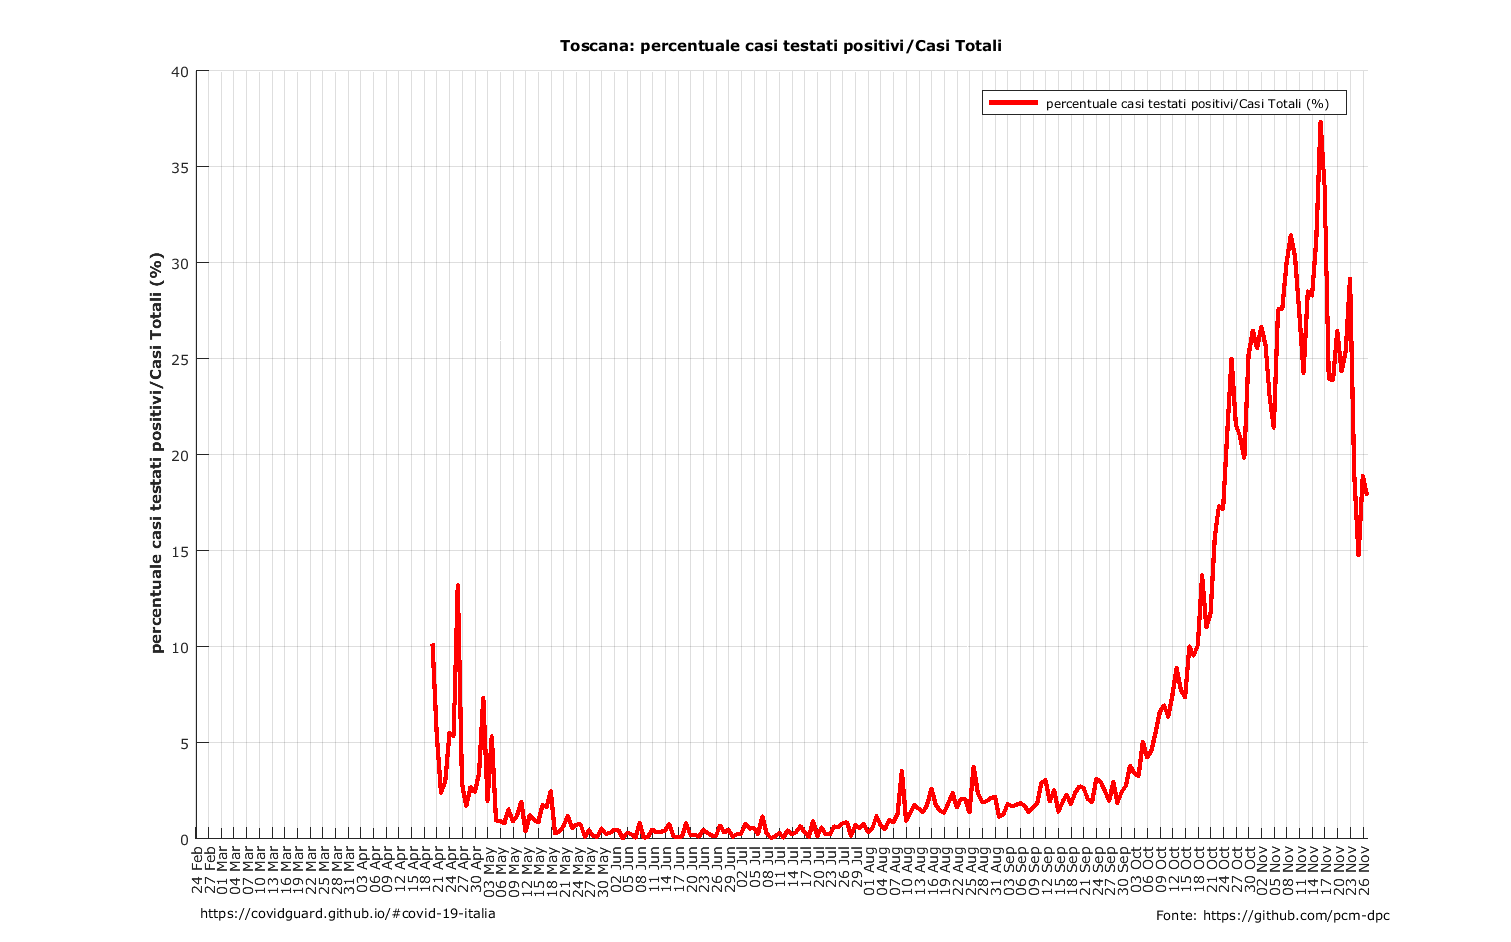 Toscana: percentuale casi testati positivi/Casi Totali
percentuale casi testati positivi/Casi Totali (%)
percentuale casi testati positivi/Casi Totali (%)
40
35
30
25
20
15
10
5
0
24 Feb
27 Feb
01 Mar
04 Mar
07 Mar
10 Mar
13 Mar
16 Mar
19 Mar
22 Mar
25 Mar
28 Mar
31 Mar
03 Apr
06 Apr
09 Apr
12 Apr
15 Apr
18 Apr
21 Apr
24 Apr
27 Apr
30 Apr
03 May
06 May
09 May
12 May
15 May
18 May
21 May
24 May
27 May
30 May
02 Jun
05 Jun
08 Jun
11 Jun
14 Jun
17 Jun
20 Jun
23 Jun
26 Jun
29 Jun
02 Jul
05 Jul
08 Jul
11 Jul
14 Jul
17 Jul
20 Jul
23 Jul
26 Jul
29 Jul
01 Aug
04 Aug
07 Aug
10 Aug
13 Aug
16 Aug
19 Aug
22 Aug
25 Aug
28 Aug
31 Aug
03 Sep
06 Sep
09 Sep
12 Sep
15 Sep
18 Sep
21 Sep
24 Sep
27 Sep
30 Sep
03 Oct
06 Oct
09 Oct
12 Oct
15 Oct
18 Oct
21 Oct
24 Oct
27 Oct
30 Oct
02 Nov
05 Nov
08 Nov
11 Nov
14 Nov
17 Nov
20 Nov
23 Nov
26 Nov
https://covidguard.github.io/#covid-19-italia
Fonte: https://github.com/pcm-dpc